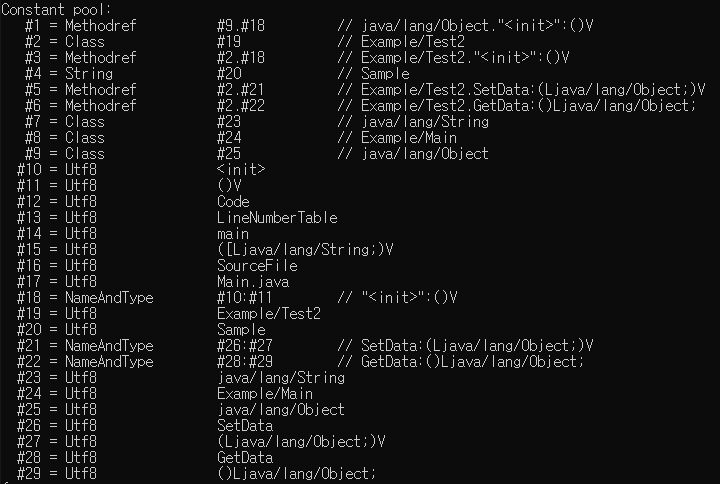 Constant pool:
#1 = Methodref #9.#18 // java/lang/Object."<init>":()V
#2 = Class #19 // Example/Test2
#3 = Methodref #2.#18 // Example/Test2."<init>":()V
#4 = String #20 // Sample
#5 = Methodref #2.#21 // Example/Test2.SetData:(Ljava/lang/Object;)V
#6 = Methodref #2.#22 // Example/Test2.GetData:()Ljava/lang/Object;
#7 = Class #23 // java/lang/String
#8 = Class #24 // Example/Main
#9 = Class #25 // java/lang/Object
#10 = Utf8 <init>
#11 = Utf8 ()V
#12 = Utf8 Code
#13 = Utf8 LineNumberTable
#14 = Utf8 main
#15 = Utf8 ([Ljava/lang/String;)V
#16 = Utf8 SourceFile
#17 = Utf8 Main.java
#18 = NameAndType #10:#11 // "<init>":()V
#19 = Utf8 Example/Test2
#20 = Utf8 Sample
#21 = NameAndType #26:#27 // SetData:(Ljava/lang/Object;)V
#22 = NameAndType #28:#29 // GetData:()Ljava/lang/Object;
#23 = Utf8 java/lang/String
#24 = Utf8 Example/Main
#25 = Utf8 java/lang/Object
#26 = Utf8 SetData
#27 = Utf8 (Ljava/lang/Object;)V
#28 = Utf8 GetData
#29 = Utf8 ()Ljava/lang/Object;